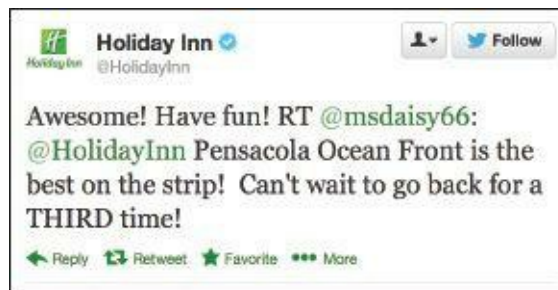 Holiday Inn
Follow
Holiday Inn
@HolidayInn
Awesome! Have fun! RT @msdaisy66:
@HolidayInn Pensacola Ocean Front is the
best on the strip!  Can't wait to go back for a
THIRD time!
Reply Retweet Favorite More